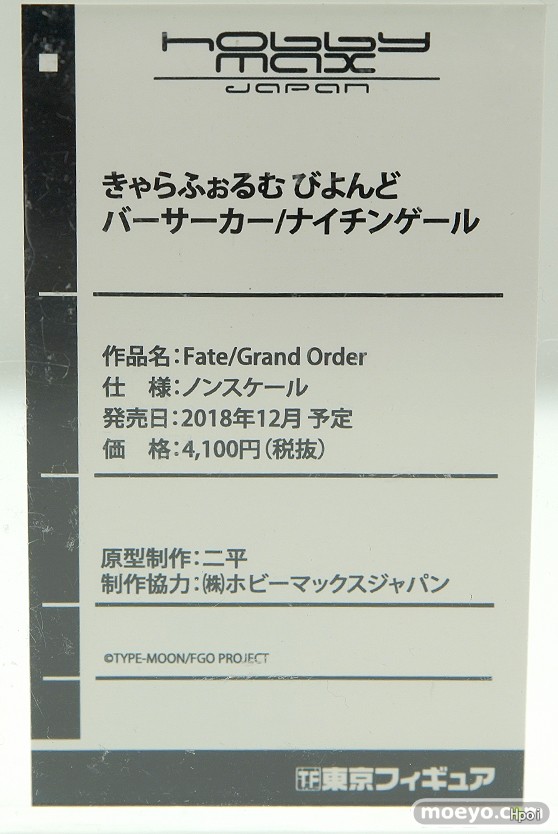 hobby
max
japan
きゃらふぉるむ びよんど
バーサーカー/ナイチンゲール
作品名:Fate/Grand Order
仕　様:ノンスケール
発売日:2018年12月 予定
価　格:4,100円(税抜)
原型制作:二平
制作協力:㈱ホビーマックスジャパン
©TYPE-MOON/FGO PROJECT
TF東京フィギュア
moeyo.com
Hpoi